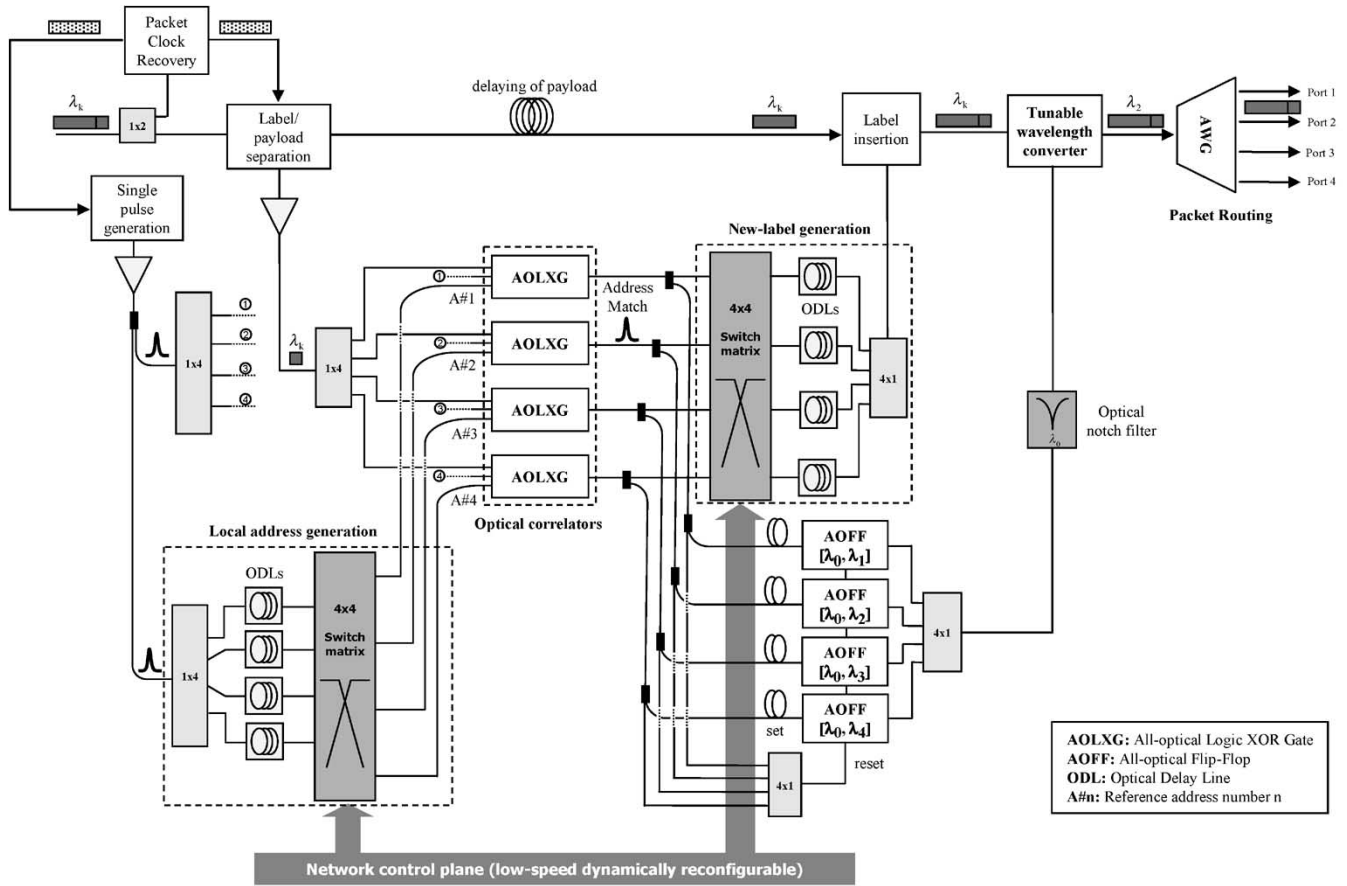 Packet
Clock
Recovery
λk
1x2
Label/
payload
separation
delaying of payload
λk
Label
insertion
λk
Tunable
wavelength
converter
λ2
AWG
Port 1
Port 2
Port 3
Port 4
Packet Routing
Single
pulse
generation
1x4
①
②
③
④
λk
1x4
①
A#1
②
A#2
③
A#3
④
A#4
AOLXG
AOLXG
AOLXG
AOLXG
Optical correlators
Address
Match
New-label generation
4x4
Switch
matrix
ODLs
4x1
λ0
Optical
notch filter
Local address generation
ODLs
1x4
4x4
Switch
matrix
AOFF
[λ0, λ1]
AOFF
[λ0, λ2]
AOFF
[λ0, λ3]
AOFF
[λ0, λ4]
set
reset
4x1
4x1
AOLXG: All-optical Logic XOR Gate
AOFF: All-optical Flip-Flop
ODL: Optical Delay Line
A#n: Reference address number n
Network control plane (low-speed dynamically reconfigurable)